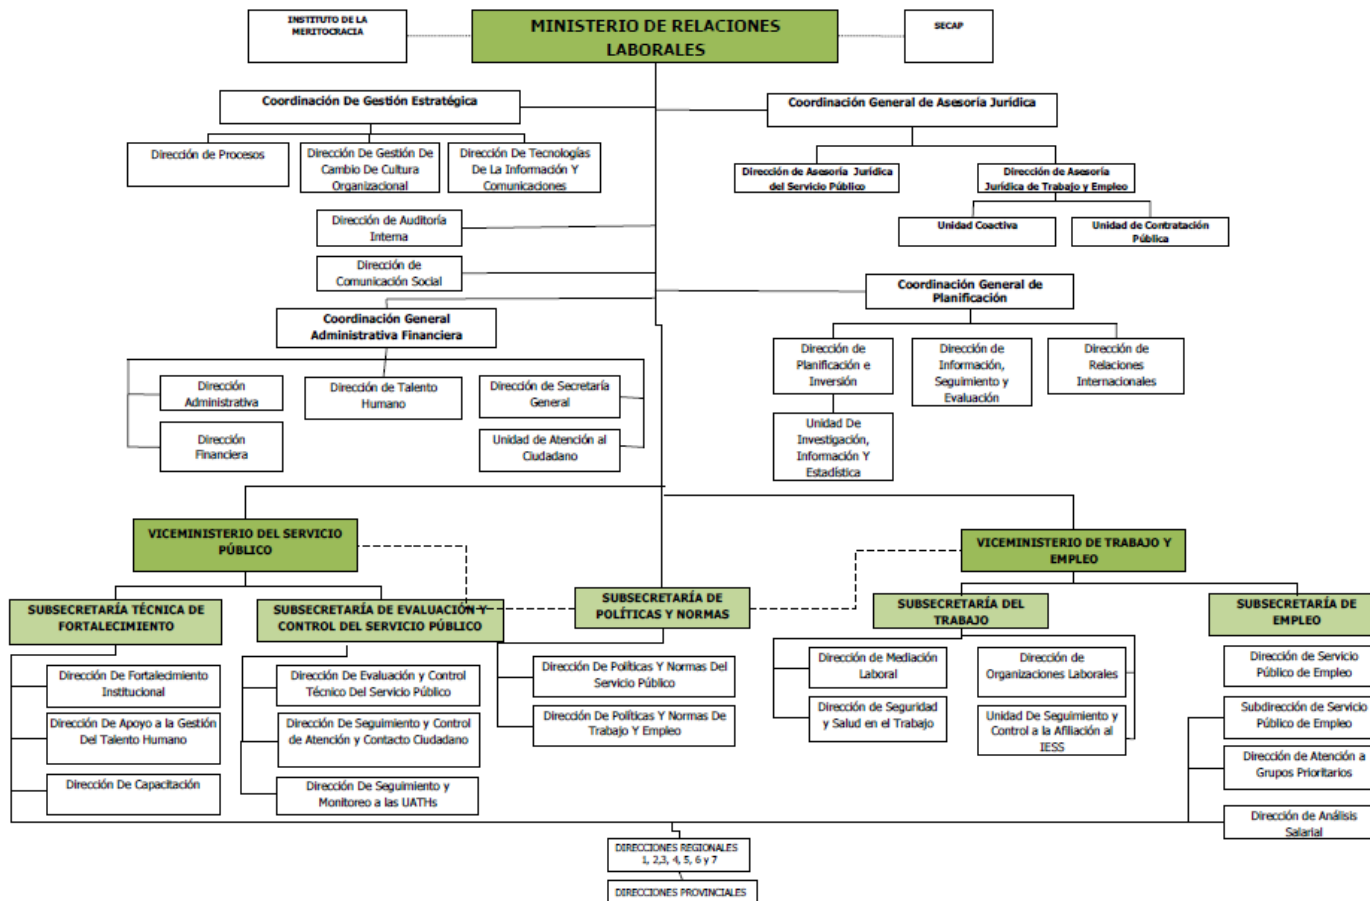 INSTITUTO DE LA
MERITOCRACIA
MINISTERIO DE RELACIONES
LABORALES
SECAP
Coordinación De Gestión Estratégica
Coordinación General de Asesoría Jurídica
Dirección de Procesos
Dirección De Gestión De
Cambio De Cultura
Organizacional
Dirección De Tecnologías
De La Información Y
Comunicaciones
Dirección de Asesoría Jurídica
del Servicio Público
Dirección de Asesoría
Jurídica de Trabajo y Empleo
Unidad Coactiva
Unidad de Contratación
Pública
Dirección de Auditoría
Interna
Dirección de
Comunicación Social
Coordinación General
Administrativa Financiera
Coordinación General de
Planificación
Dirección
Administrativa
Dirección de Talento
Humano
Dirección de Secretaría
General
Dirección
Financiera
Unidad de Atención al
Ciudadano
Dirección de
Planificación e
Inversión
Dirección de
Información,
Seguimiento y
Evaluación
Dirección de
Relaciones
Internacionales
Unidad De
Investigación,
Información Y
Estadística
VICEMINISTERIO DEL SERVICIO
PÚBLICO
VICEMINISTERIO DE TRABAJO Y
EMPLEO
SUBSECRETARÍA TÉCNICA DE
FORTALECIMIENTO
SUBSECRETARÍA DE EVALUACIÓN Y
CONTROL DEL SERVICIO PÚBLICO
SUBSECRETARÍA DE
POLÍTICAS Y NORMAS
SUBSECRETARÍA DEL
TRABAJO
SUBSECRETARÍA DE
EMPLEO
Dirección De Fortalecimiento
Institucional
Dirección De Apoyo a la Gestión
Del Talento Humano
Dirección De Capacitación
Dirección De Evaluación y Control
Técnico Del Servicio Público
Dirección De Seguimiento y Control
de Atención y Contacto Ciudadano
Dirección De Seguimiento y
Monitoreo a las UATHs
Dirección De Políticas Y Normas Del
Servicio Público
Dirección De Políticas Y Normas De
Trabajo Y Empleo
Dirección de Mediación
Laboral
Dirección de Seguridad
y Salud en el Trabajo
Dirección de
Organizaciones Laborales
Unidad De Seguimiento y
Control a la Afiliación al
IESS
Dirección de Servicio
Público de Empleo
Subdirección de Servicio
Público de Empleo
Dirección de Atención a
Grupos Prioritarios
Dirección de Análisis
Salarial
DIRECCIONES REGIONALES
1, 2,3, 4, 5, 6 y 7
DIRECCIONES PROVINCIALES